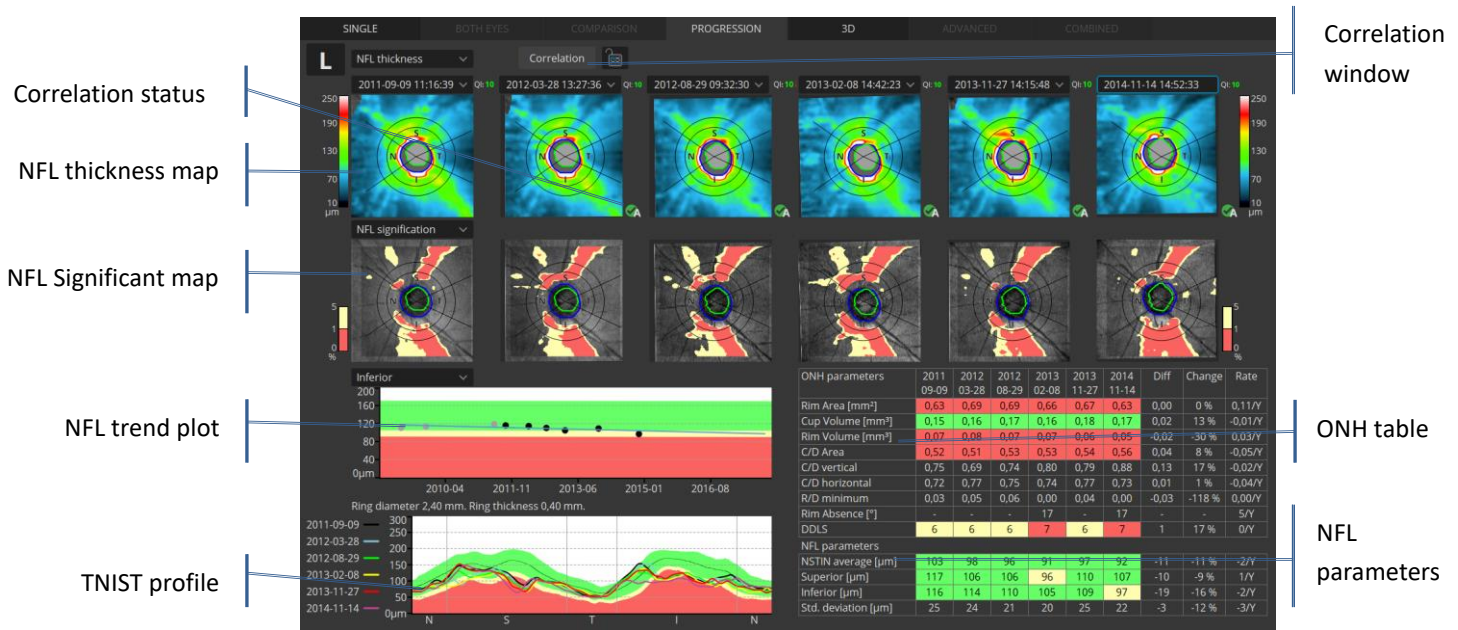 SINGLE BOTH EYES COMPARISON PROGRESSION 3D ADVANCED COMBINED
L NFL thickness Correlation
Correlation window
Correlation status
NFL thickness map
NFL Significant map
NFL trend plot
TNIST profile
ONH table
NFL parameters
2011-09-09 11:16:39 QI: 10 2012-03-28 13:27:36 QI: 10 2012-08-29 09:32:30 QI: 10 2013-02-08 14:42:23 QI: 10 2013-11-27 14:15:48 QI: 10 2014-11-14 14:52:33 QI: 10
250 250
190 190
130 130
70 70
10 10
µm µm
S S S S S S
N T N T N T N T N T N T
I I I I I I
A A A A A
NFL signification
5 5
1 1
0 0
% %
Inferior
200
160
120
80
40
0µm
2010-04 2011-11 2013-06 2015-01 2016-08
Ring diameter 2,40 mm. Ring thickness 0,40 mm.
2011-09-09
2012-03-28
2012-08-29
2013-02-08
2013-11-27
2014-11-14
300
250
200
150
100
50
0µm
N S T I N
ONH parameters 2011 09-09 2012 03-28 2012 08-29 2013 02-08 2013 11-27 2014 11-14 Diff Change Rate
Rim Area [mm²] 0,63 0,69 0,69 0,66 0,67 0,63 0,00 0 % 0,11/Y
Cup Volume [mm³] 0,15 0,16 0,17 0,16 0,18 0,17 0,02 13 % -0,01/Y
Rim Volume [mm³] 0,07 0,08 0,07 0,07 0,06 0,05 -0,02 -30 % 0,03/Y
C/D Area 0,52 0,51 0,53 0,53 0,54 0,56 0,04 8 % -0,05/Y
C/D vertical 0,75 0,69 0,74 0,80 0,79 0,88 0,13 17 % -0,02/Y
C/D horizontal 0,72 0,77 0,75 0,74 0,77 0,73 0,01 1 % -0,04/Y
R/D minimum 0,03 0,05 0,06 0,00 0,04 0,00 -0,03 -118 % 0,00/Y
Rim Absence [°] - - - 17 - 17 - - 5/Y
DDLS 6 6 6 7 6 7 1 17 % 0/Y
NFL parameters
NSTIN average [µm] 103 98 96 91 97 92 -11 -11 % -2/Y
Superior [µm] 117 106 106 96 110 107 -10 -9 % 1/Y
Inferior [µm] 116 114 110 105 109 97 -19 -16 % -2/Y
Std. deviation [µm] 25 24 21 20 25 22 -3 -12 % -3/Y